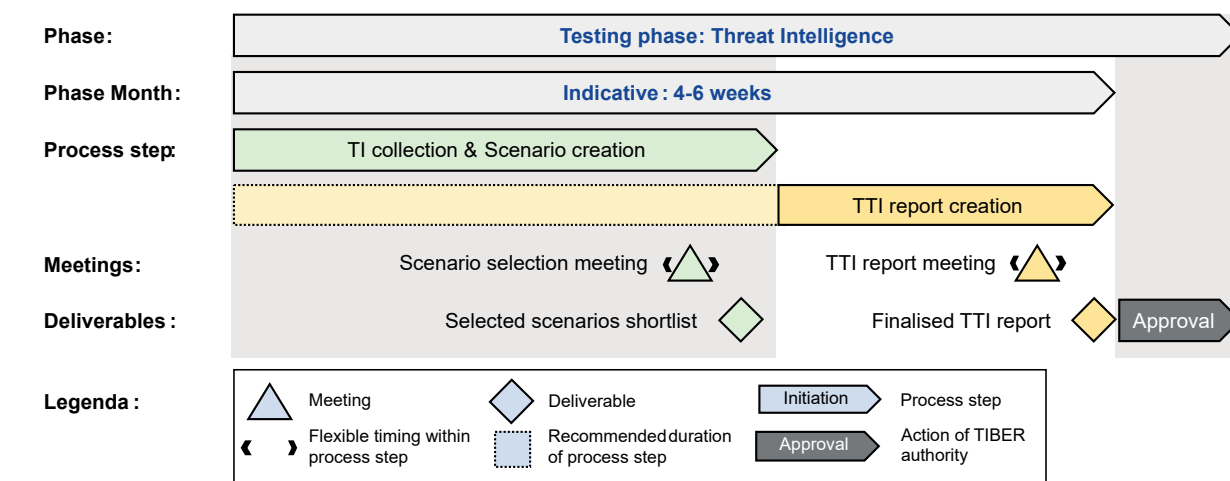 Phase:
Testing phase: Threat Intelligence
Phase Month:
Indicative: 4-6 weeks
Process step:
TI collection & Scenario creation
TTI report creation
Meetings:
Scenario selection meeting
TTI report meeting
Deliverables:
Selected scenarios shortlist
Finalised TTI report
Approval
Legenda:
Meeting
Deliverable
Initiation
Process step
Flexible timing within
process step
Recommended duration
of process step
Approval
Action of TIBER
authority